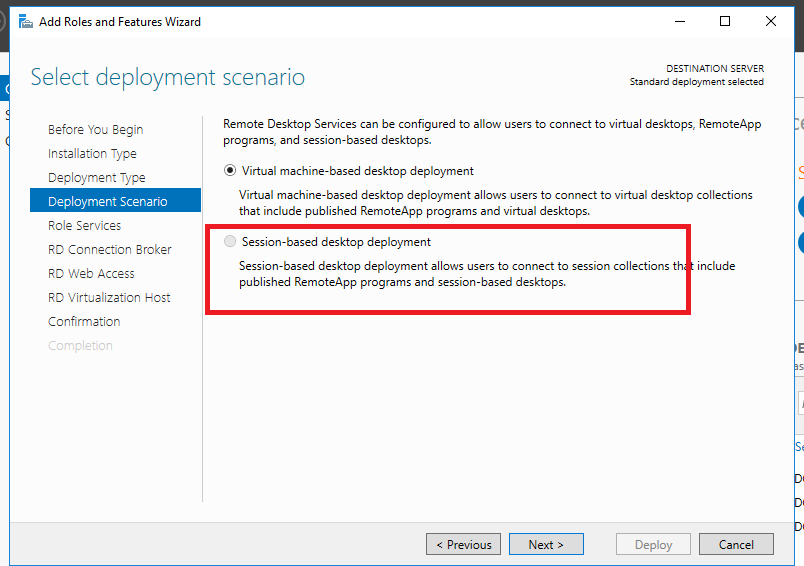 Add Roles and Features Wizard
Select deployment scenario
DESTINATION SERVER
Standard deployment selected
Before You Begin
Installation Type
Deployment Type
Deployment Scenario
Role Services
RD Connection Broker
RD Web Access
RD Virtualization Host
Confirmation
Completion
Remote Desktop Services can be configured to allow users to connect to virtual desktops, RemoteApp
programs, and session-based desktops.
Virtual machine-based desktop deployment
Virtual machine-based desktop deployment allows users to connect to virtual desktop collections
that include published RemoteApp programs and virtual desktops.
Session-based desktop deployment
Session-based desktop deployment allows users to connect to session collections that include
published RemoteApp programs and session-based desktops.
< Previous
Next >
Deploy
Cancel